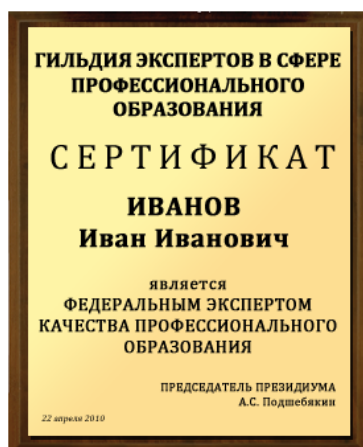 ГИЛЬДИЯ ЭКСПЕРТОВ В СФЕРЕ
ПРОФЕССИОНАЛЬНОГО
ОБРАЗОВАНИЯ
СЕРТИФИКАТ
ИВАНОВ
Иван Иванович
является
ФЕДЕРАЛЬНЫМ ЭКСПЕРТОМ
КАЧЕСТВА ПРОФЕССИОНАЛЬНОГО
ОБРАЗОВАНИЯ
ПРЕДСЕДАТЕЛЬ ПРЕЗИДИУМА
А.С. Подшебякин
22 апреля 2010